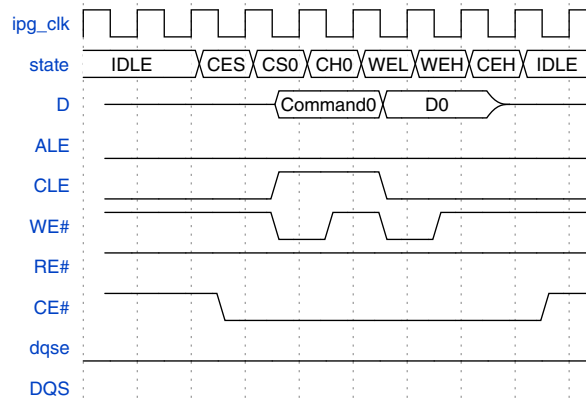 ipg_clk
state IDLE CES CS0 CH0 WEL WEH CEH IDLE
D Command0 D0
ALE
CLE
WE#
RE#
CE#
dqse
DQS